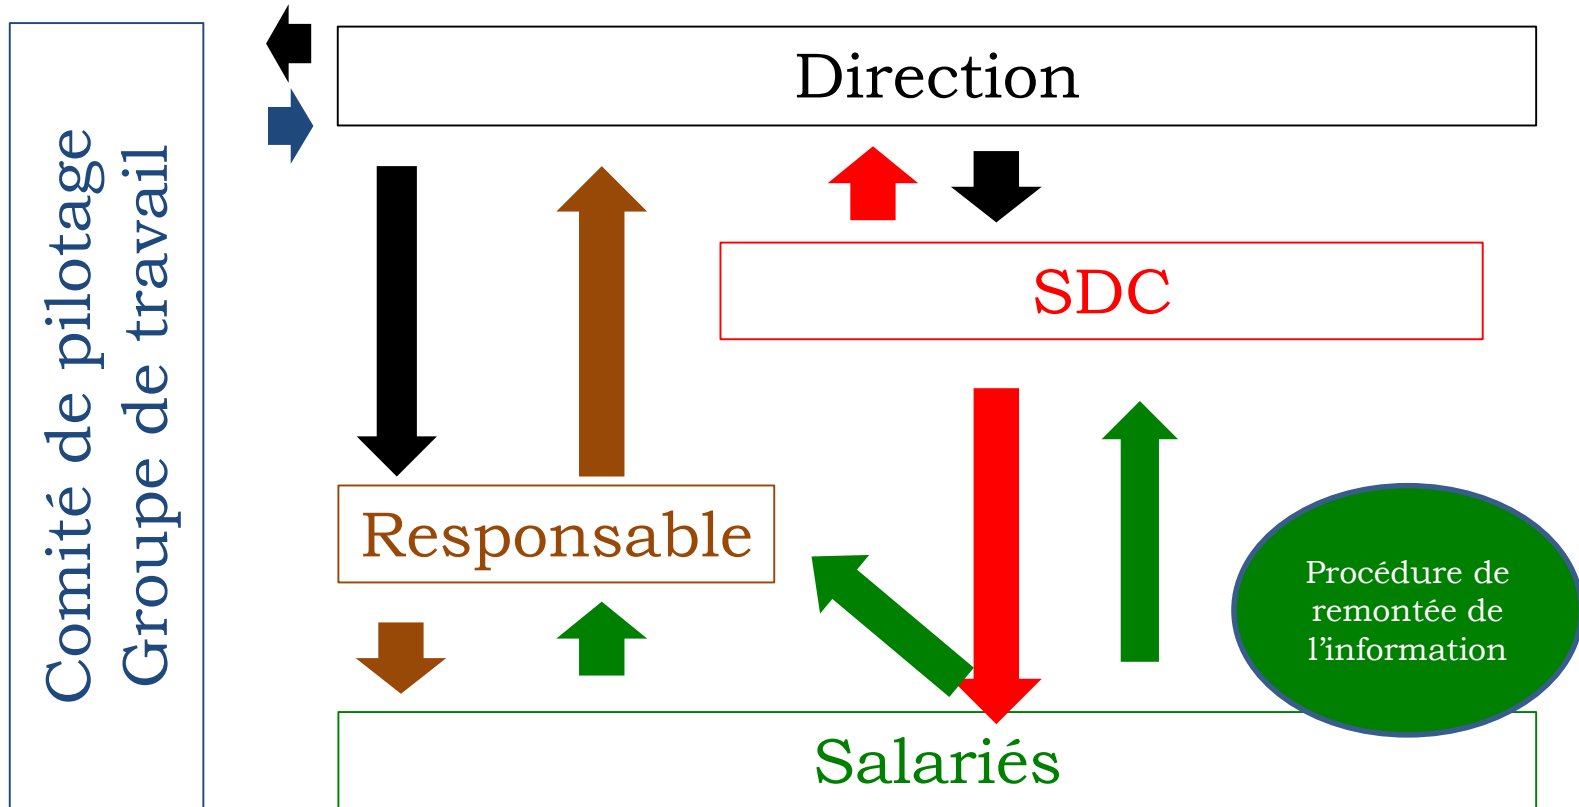 Comité de pilotage
Groupe de travail
Direction
SDC
Responsable
Procédure de
remontée de
l’information
Salariés